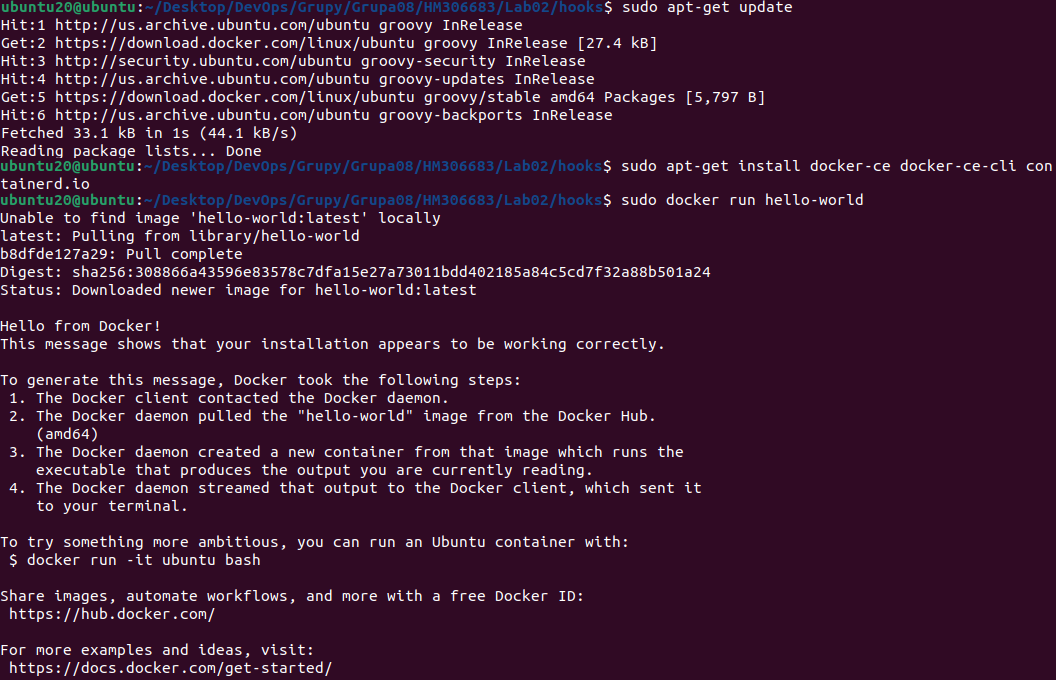 ubuntu20@ubuntu:~/Desktop/DevOps/Grupy/Grupa08/HM306683/Lab02/hooks$ sudo apt-get update
Hit:1 http://us.archive.ubuntu.com/ubuntu groovy InRelease
Get:2 https://download.docker.com/linux/ubuntu groovy InRelease [27.4 kB]
Hit:3 http://security.ubuntu.com/ubuntu groovy-security InRelease
Hit:4 http://us.archive.ubuntu.com/ubuntu groovy-updates InRelease
Get:5 https://download.docker.com/linux/ubuntu groovy/stable amd64 Packages [5,797 B]
Hit:6 http://us.archive.ubuntu.com/ubuntu groovy-backports InRelease
Fetched 33.1 kB in 1s (44.1 kB/s)
Reading package lists... Done
ubuntu20@ubuntu:~/Desktop/DevOps/Grupy/Grupa08/HM306683/Lab02/hooks$ sudo apt-get install docker-ce docker-ce-cli con
tainerd.io
ubuntu20@ubuntu:~/Desktop/DevOps/Grupy/Grupa08/HM306683/Lab02/hooks$ sudo docker run hello-world
Unable to find image 'hello-world:latest' locally
latest: Pulling from library/hello-world
b8dfde127a29: Pull complete
Digest: sha256:308866a43596e83578c7dfa15e27a73011bdd402185a84c5cd7f32a88b501a24
Status: Downloaded newer image for hello-world:latest
Hello from Docker!
This message shows that your installation appears to be working correctly.
To generate this message, Docker took the following steps:
1. The Docker client contacted the Docker daemon.
2. The Docker daemon pulled the "hello-world" image from the Docker Hub.
(amd64)
3. The Docker daemon created a new container from that image which runs the
executable that produces the output you are currently reading.
4. The Docker daemon streamed that output to the Docker client, which sent it
to your terminal.
To try something more ambitious, you can run an Ubuntu container with:
$ docker run -it ubuntu bash
Share images, automate workflows, and more with a free Docker ID:
https://hub.docker.com/
For more examples and ideas, visit:
https://docs.docker.com/get-started/